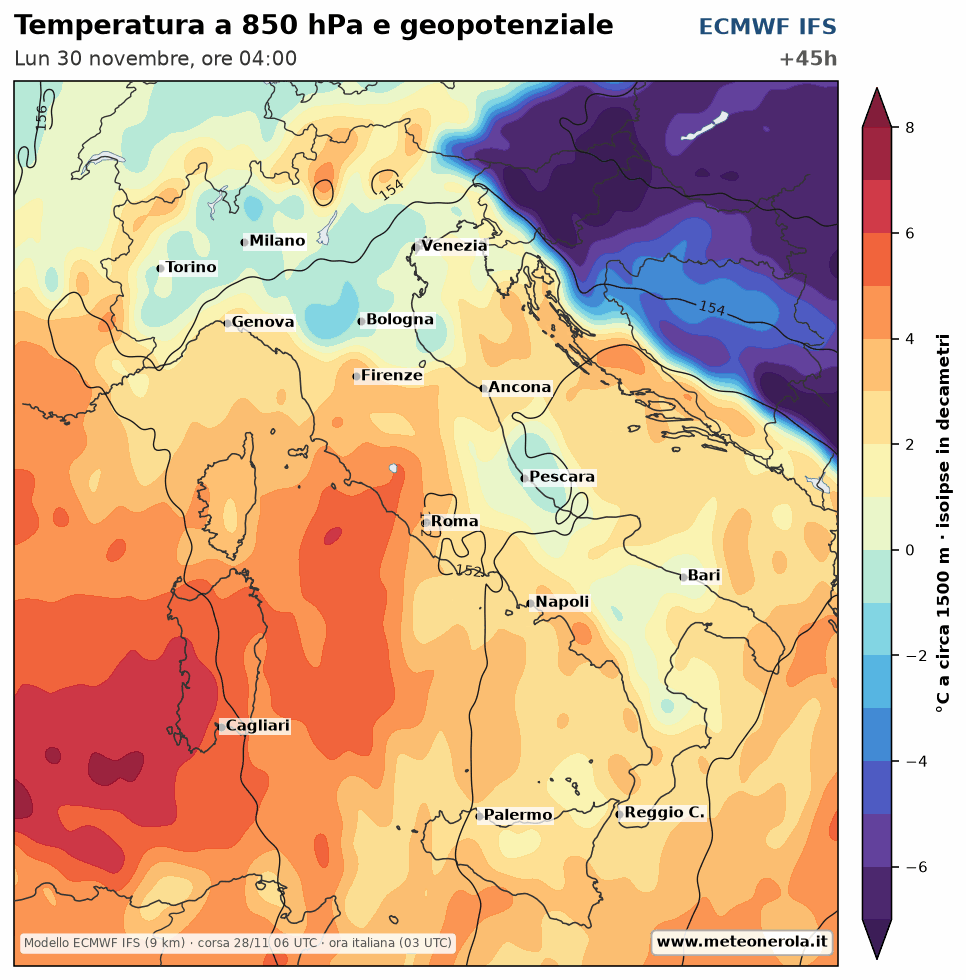 Temperatura a 850 hPa e geopotenziale
ECMWF IFS
Lun 30 novembre, ore 04:00
+45h
156
154
Milano
Venezia
Torino
154
Genova
Bologna
Firenze
Ancona
Pescara
Roma
152
Bari
Napoli
Cagliari
Palermo
Reggio C.
8
6
4
2
0
−2
−4
−6
°C a circa 1500 m · isoipse in decametri
Modello ECMWF IFS (9 km) · corsa 28/11 06 UTC · ora italiana (03 UTC)
www.meteonerola.it